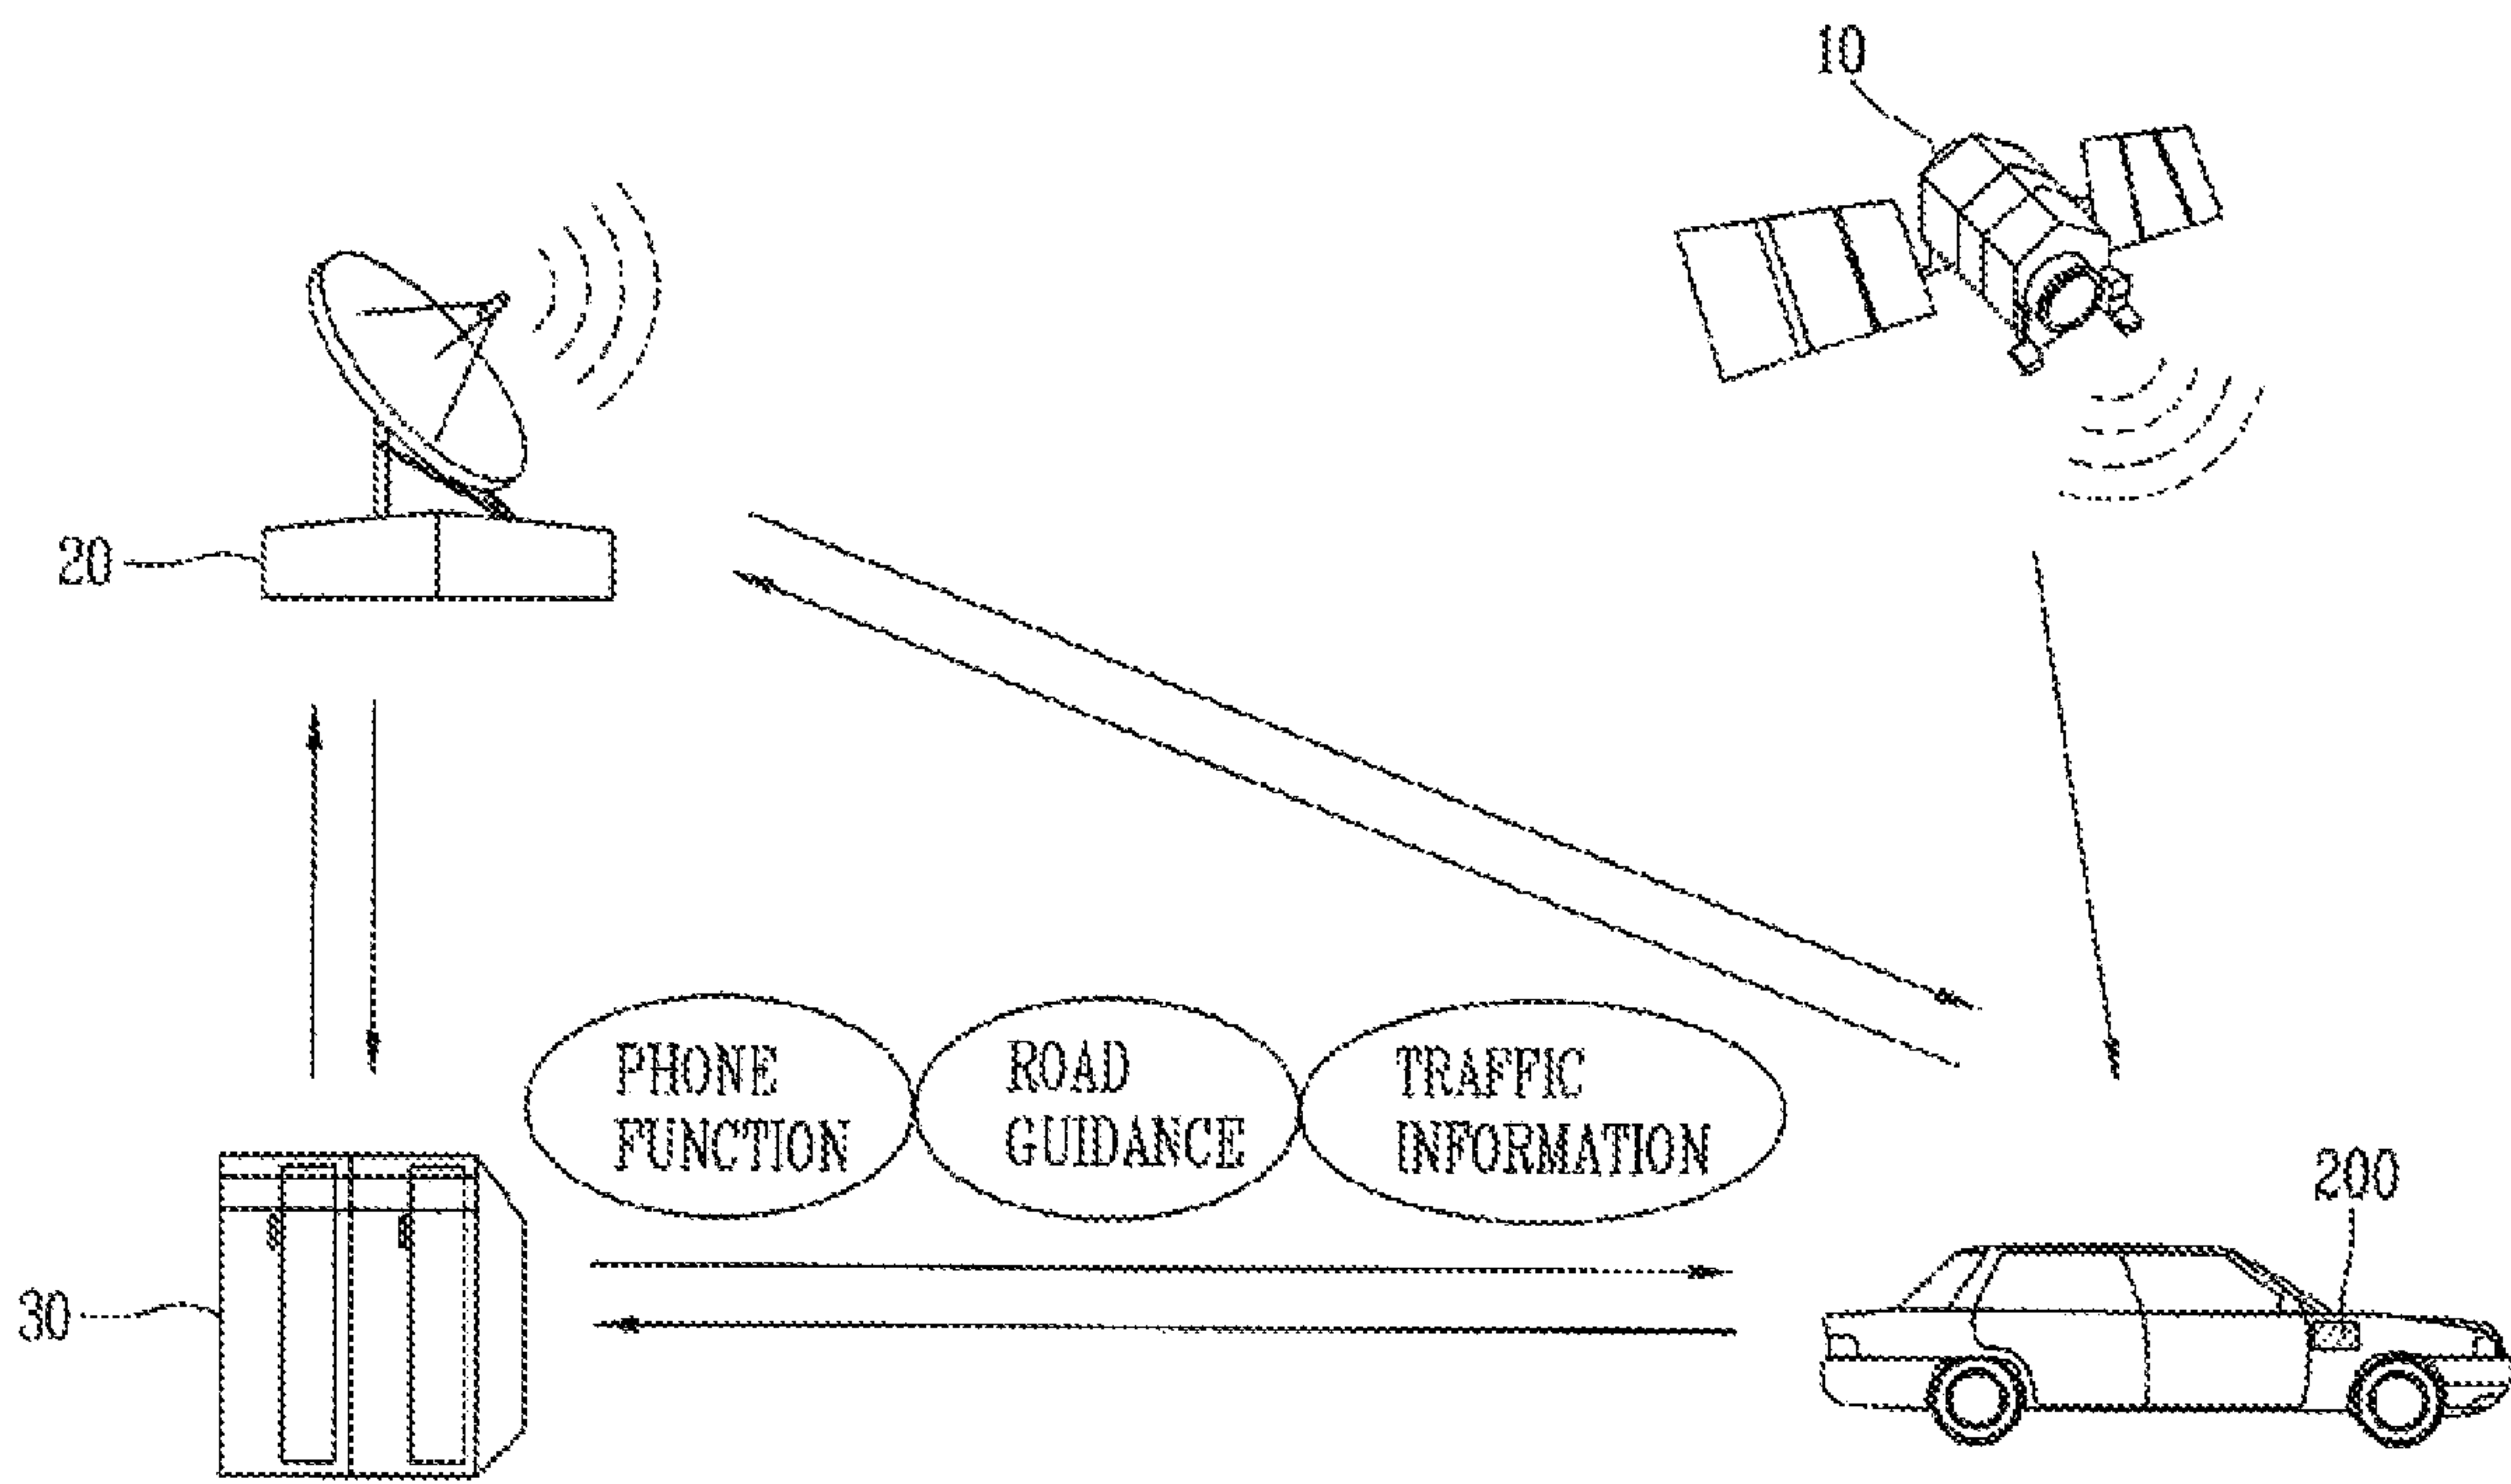 10
20
PHONE
FUNCTION
ROAD
GUIDANCE
TRAFFIC
INFORMATION
200
30